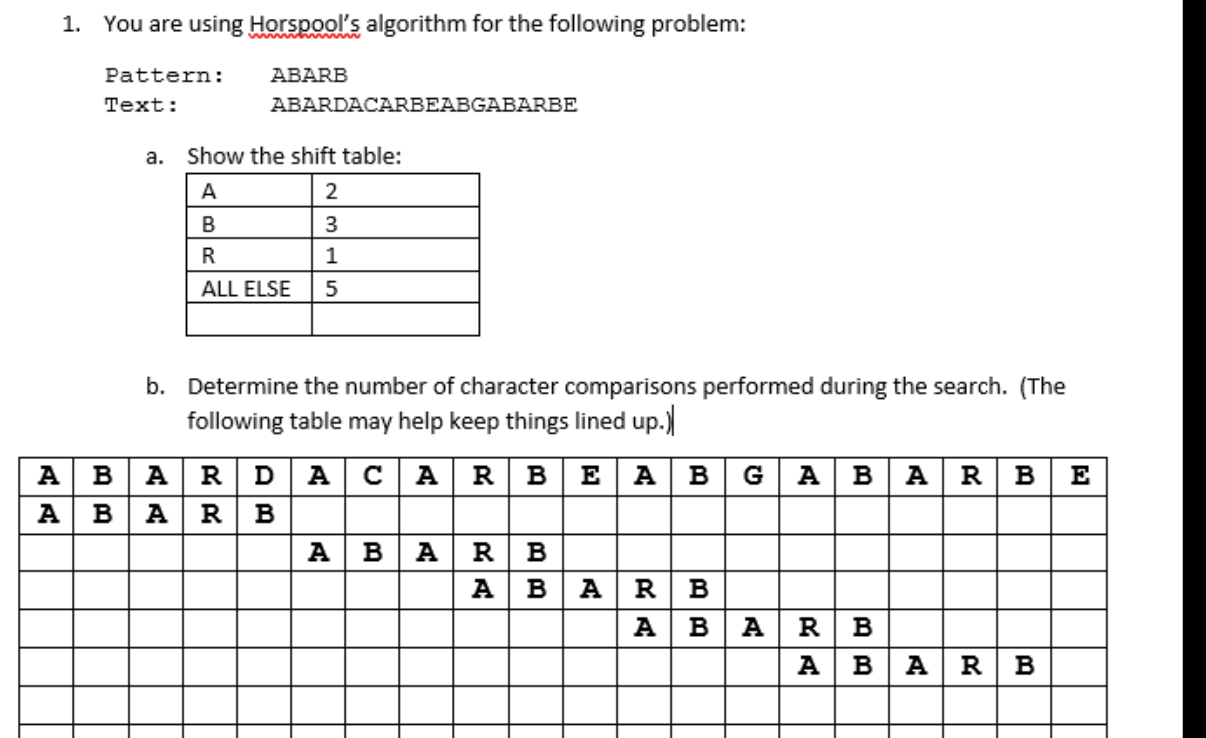 1. You are using Horspool's algorithm for the following problem:
Pattern: ABARB
Text: ABARDACARBEABGABARBE
a. Show the shift table:
A 2
B 3
R 1
ALL ELSE 5
b. Determine the number of character comparisons performed during the search. (The
following table may help keep things lined up.)
A B A R D A C A R B E A B G A B A R B E
A B A R B
A B A R B
A B A R B
A B A R B
A B A R B